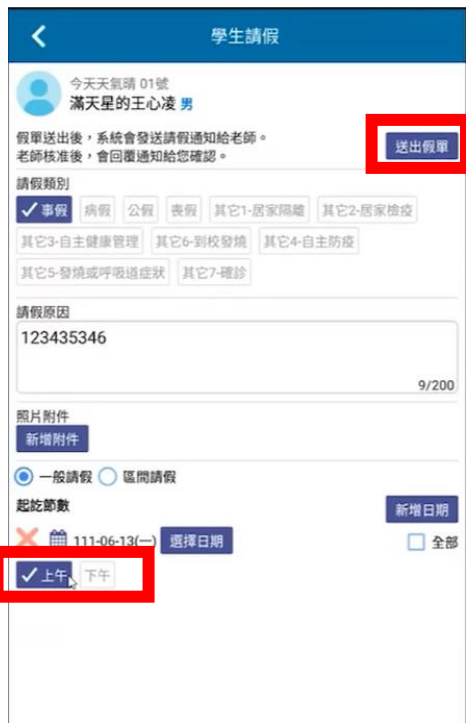 學生請假
今天天氣晴 01號
滿天星的王心凌 男
假單送出後，系統會發送請假通知給老師。
老師核准後，會回覆通知給您確認。
送出假單
請假類別
事假 病假 公假 喪假 其它1-居家隔離 其它2-居家檢疫
其它3-自主健康管理 其它6-到校發燒 其它4-自主防疫
其它5-發燒或呼吸道症狀 其它7-確診
請假原因
123435346
9/200
照片附件
新增附件
一般請假 區間請假
起訖節數 新增日期
111-06-13(一) 選擇日期 全部
上午 下午